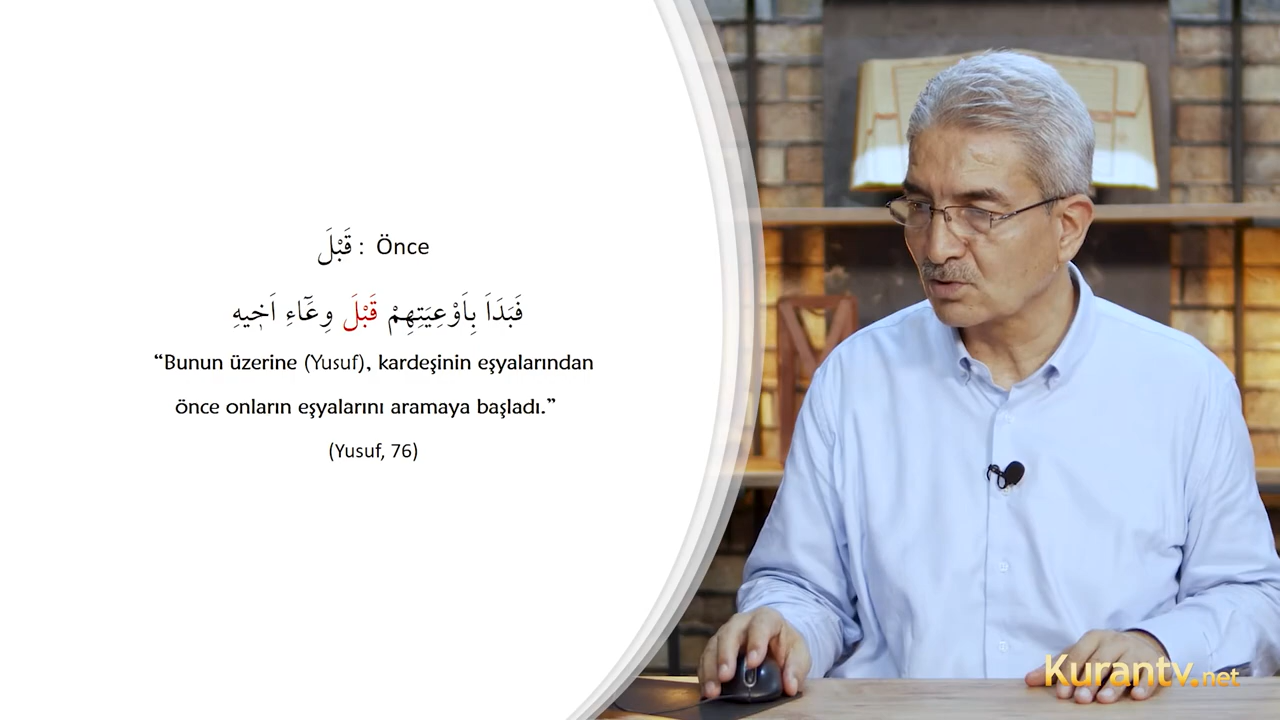 قَبْلَ : Önce
فَبَدَاَ بِاَوْعِيَتِهِمْ قَبْلَ وِعَٓاءِ اَخ۪يهِ
“Bunun üzerine (Yusuf), kardeşinin eşyalarından
önce onların eşyalarını aramaya başladı.”
(Yusuf, 76)
Kurantv.net